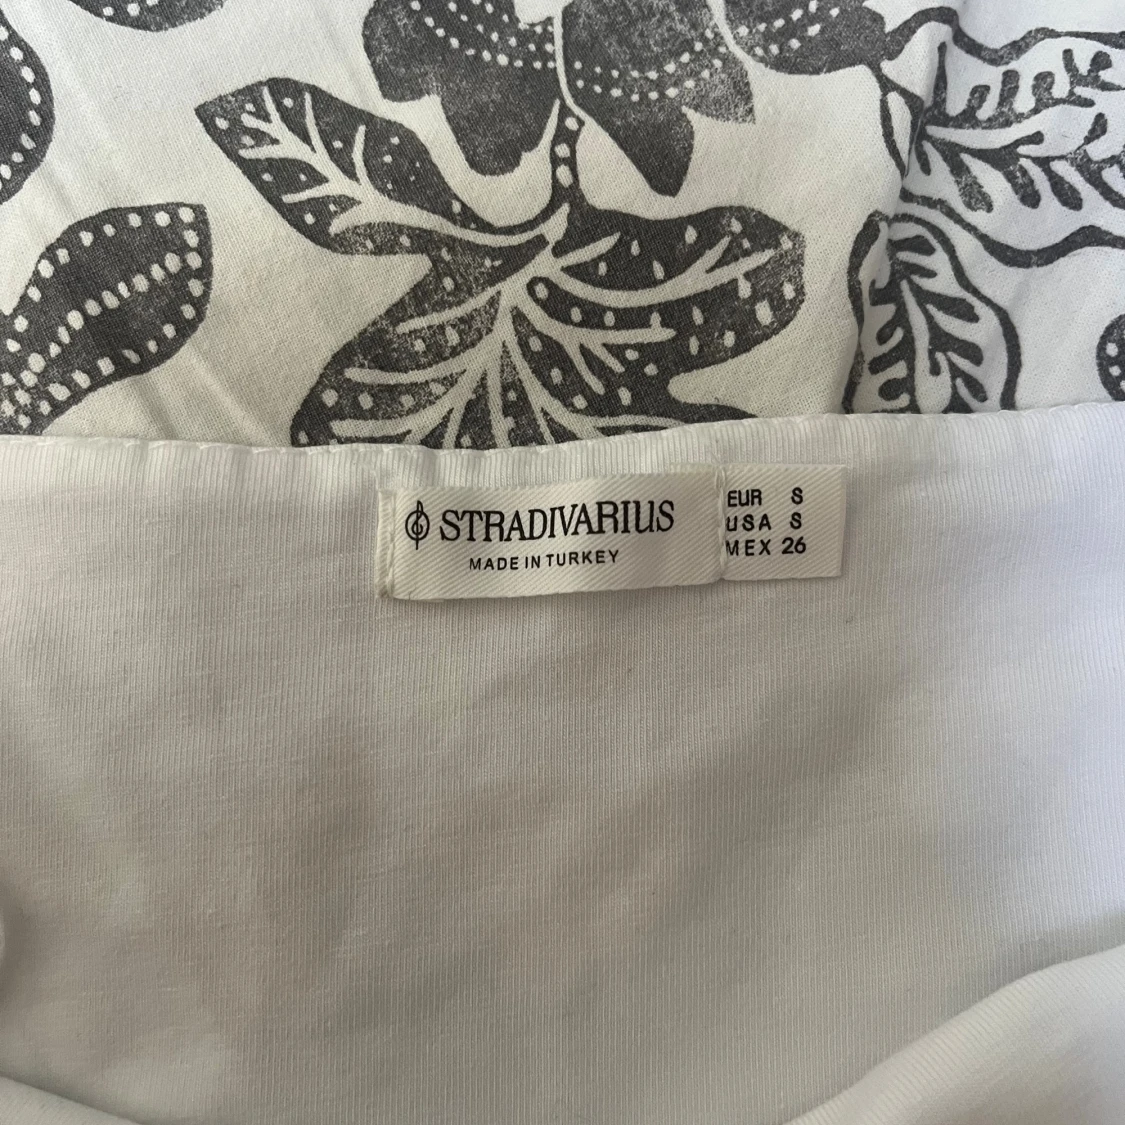 STRADIVARIUS
MADE IN TURKEY
EUR S
USA S
MEX 26